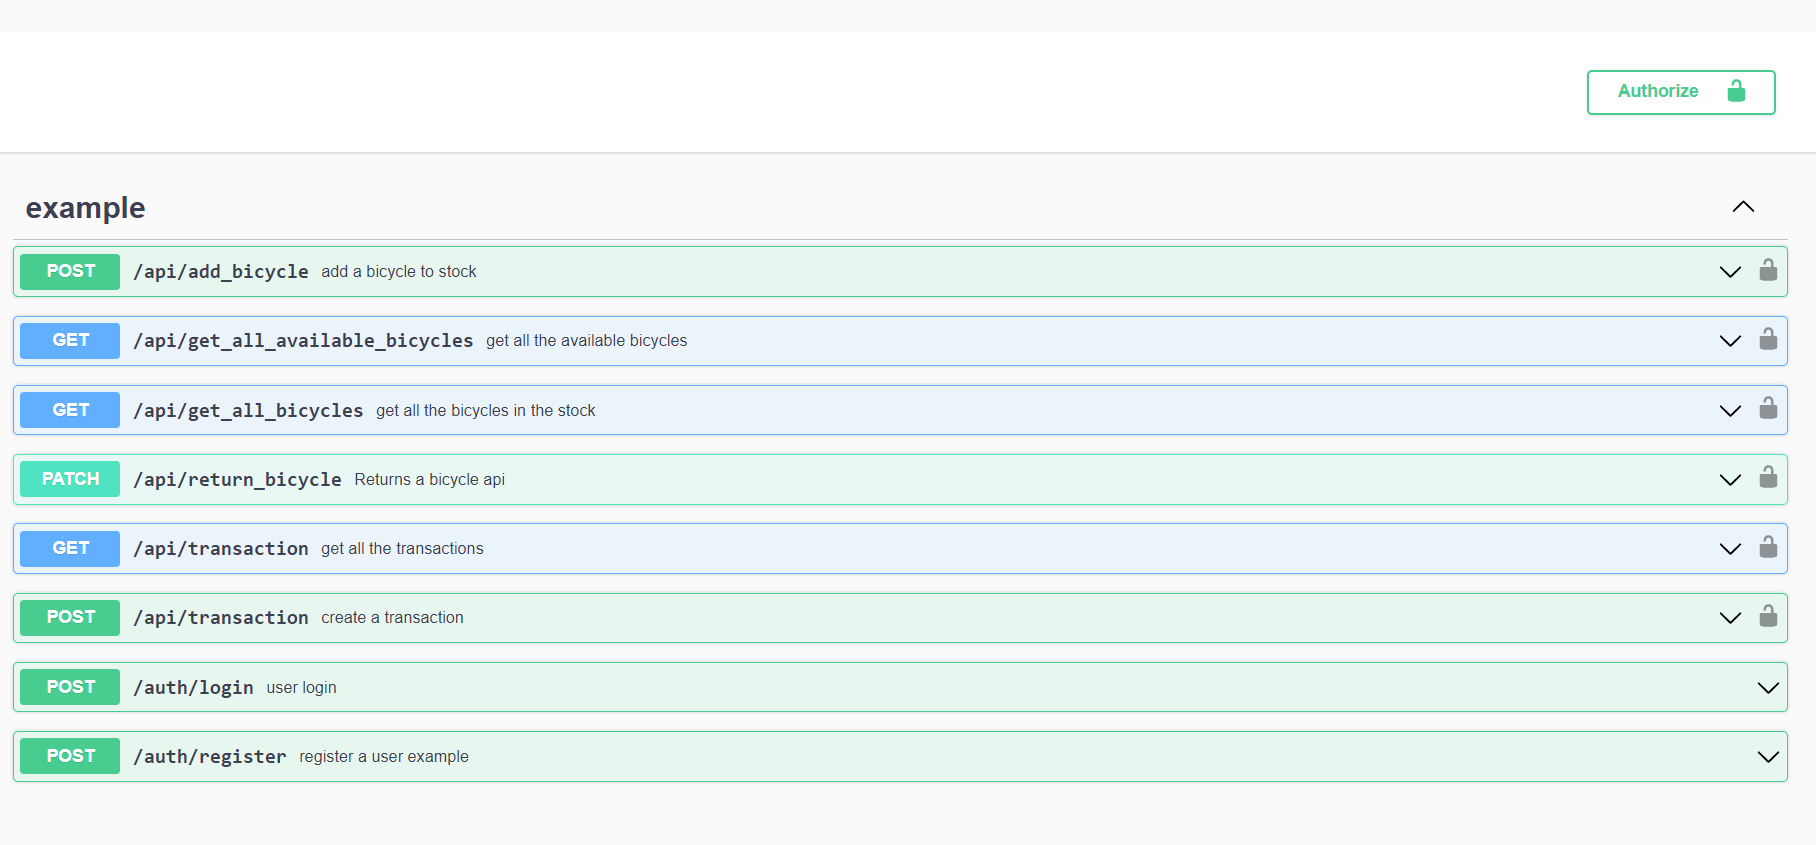 Authorize
example
POST /api/add_bicycle add a bicycle to stock
GET /api/get_all_available_bicycles get all the available bicycles
GET /api/get_all_bicycles get all the bicycles in the stock
PATCH /api/return_bicycle Returns a bicycle api
GET /api/transaction get all the transactions
POST /api/transaction create a transaction
POST /auth/login user login
POST /auth/register register a user example